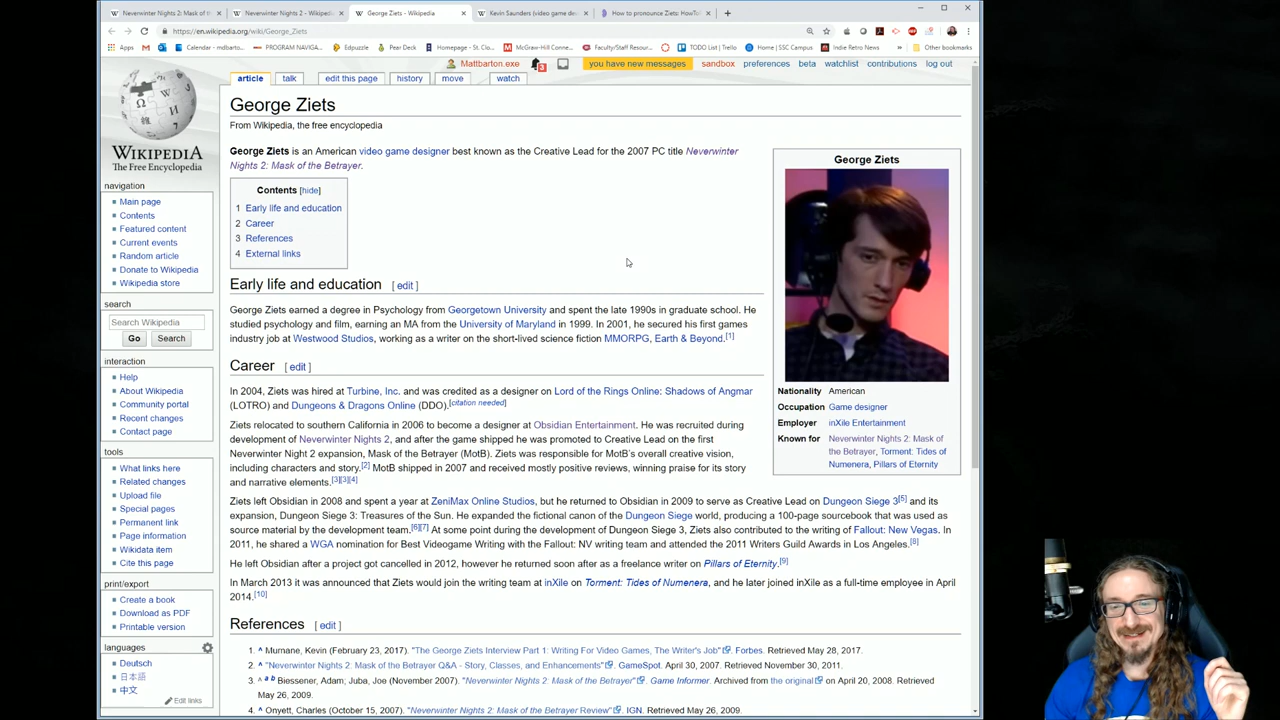 Neverwinter Nights 2: Mask of th
Neverwinter Nights 2 - Wikipedi
George Ziets - Wikipedia
Kevin Saunders (video game de
How to pronounce Ziets: HowTo
https://en.wikipedia.org/wiki/George_Ziets
Apps
Calendar - mdbarto
PROGRAM NAVIGA
Edpuzzle
Pear Deck
Homepage - St. Clo
McGraw-Hill Conne
Faculty/Staff Resour
TODO List | Trello
Home | SSC Campus
Indie Retro News
Other bookmarks
Mattbarton.exe
3
you have new messages
sandbox
preferences
beta
watchlist
contributions
log out
article
talk
edit this page
history
move
watch
WIKIPEDIA
The Free Encyclopedia
navigation
Main page
Contents
Featured content
Current events
Random article
Donate to Wikipedia
Wikipedia store
search
Search Wikipedia
Go
Search
interaction
Help
About Wikipedia
Community portal
Recent changes
Contact page
tools
What links here
Related changes
Upload file
Special pages
Permanent link
Page information
Wikidata item
Cite this page
print/export
Create a book
Download as PDF
Printable version
languages
Deutsch
日本語
中文
Edit links
George Ziets
From Wikipedia, the free encyclopedia
George Ziets is an American video game designer best known as the Creative Lead for the 2007 PC title Neverwinter
Nights 2: Mask of the Betrayer.
Contents [hide]
1 Early life and education
2 Career
3 References
4 External links
Early life and education [ edit ]
George Ziets earned a degree in Psychology from Georgetown University and spent the late 1990s in graduate school. He
studied psychology and film, earning an MA from the University of Maryland in 1999. In 2001, he secured his first games
industry job at Westwood Studios, working as a writer on the short-lived science fiction MMORPG, Earth & Beyond.[1]
Career [ edit ]
In 2004, Ziets was hired at Turbine, Inc. and was credited as a designer on Lord of the Rings Online: Shadows of Angmar
(LOTRO) and Dungeons & Dragons Online (DDO).[citation needed]
Ziets relocated to southern California in 2006 to become a designer at Obsidian Entertainment. He was recruited during
development of Neverwinter Nights 2, and after the game shipped he was promoted to Creative Lead on the first
Neverwinter Night 2 expansion, Mask of the Betrayer (MotB). Ziets was responsible for MotB's overall creative vision,
including characters and story.[2] MotB shipped in 2007 and received mostly positive reviews, winning praise for its story
and narrative elements.[3][3][4]
Ziets left Obsidian in 2008 and spent a year at ZeniMax Online Studios, but he returned to Obsidian in 2009 to serve as Creative Lead on Dungeon Siege 3[5] and its
expansion, Dungeon Siege 3: Treasures of the Sun. He expanded the fictional canon of the Dungeon Siege world, producing a 100-page sourcebook that was used as
source material by the development team.[6][7] At some point during the development of Dungeon Siege 3, Ziets also contributed to the writing of Fallout: New Vegas. In
2011, he shared a WGA nomination for Best Videogame Writing with the Fallout: NV writing team and attended the 2011 Writers Guild Awards in Los Angeles.[8]
He left Obsidian after a project got cancelled in 2012, however he returned soon after as a freelance writer on Pillars of Eternity.[9]
In March 2013 it was announced that Ziets would join the writing team at inXile on Torment: Tides of Numenera, and he later joined inXile as a full-time employee in April
2014.[10]
References [ edit ]
1. ^ Murnane, Kevin (February 23, 2017). "The George Ziets Interview Part 1: Writing For Video Games, The Writer's Job". Forbes. Retrieved May 28, 2017.
2. ^ "Neverwinter Nights 2: Mask of the Betrayer Q&A - Story, Classes, and Enhancements". GameSpot. April 30, 2007. Retrieved November 30, 2011.
3. ^ a b Biessener, Adam; Juba, Joe (November 2007). "Neverwinter Nights 2: Mask of the Betrayer". Game Informer. Archived from the original on April 20, 2008. Retrieved
May 26, 2009.
4. ^ Onyett, Charles (October 15, 2007). "Neverwinter Nights 2: Mask of the Betrayer Review". IGN. Retrieved May 26, 2009.
George Ziets
Nationality American
Occupation Game designer
Employer inXile Entertainment
Known for Neverwinter Nights 2: Mask of
the Betrayer, Torment: Tides of
Numenera, Pillars of Eternity